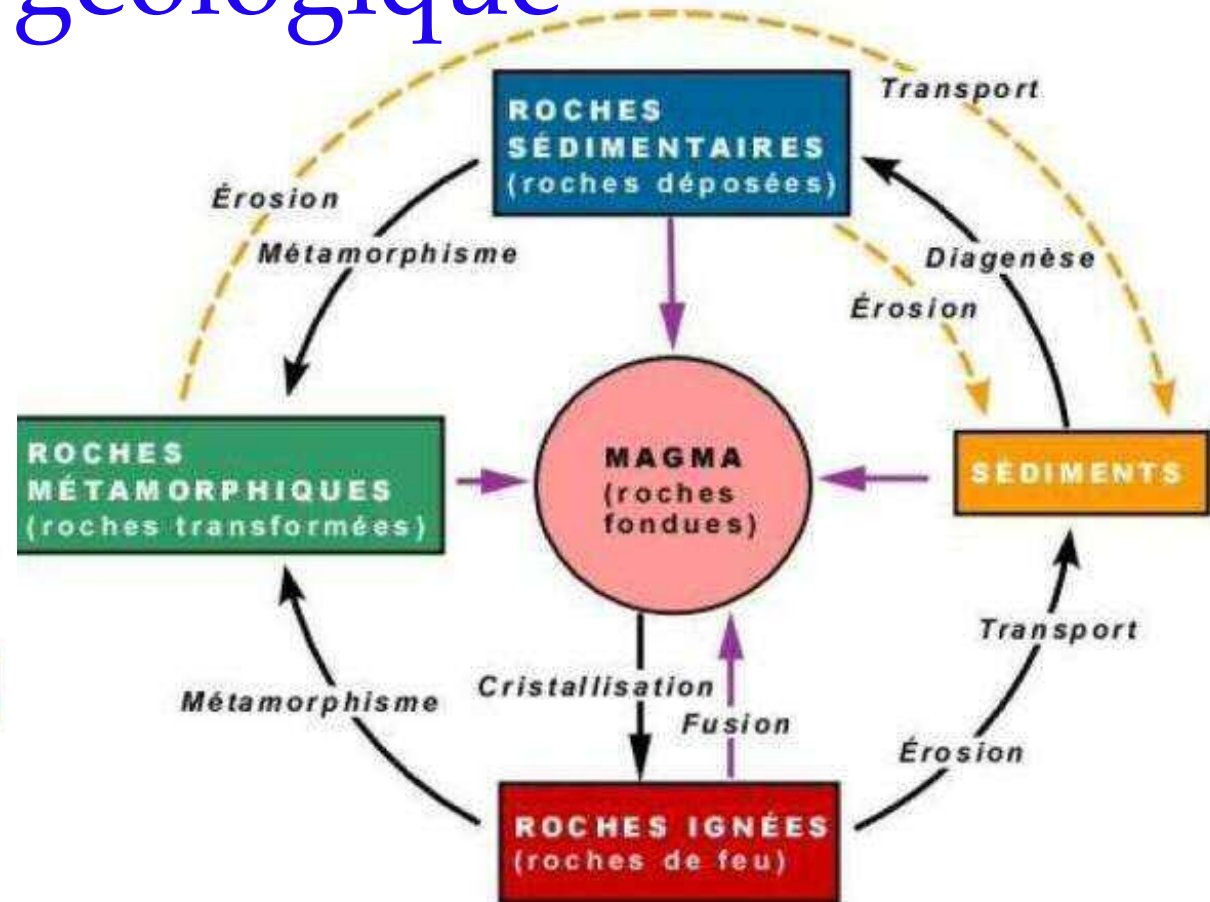 géologique
Transport
ROCHES
SÉDIMENTAIRES
(roches déposées)
Érosion
Métamorphisme
Diagenèse
Érosion
ROCHES
MÉTAMORPHIQUES
(roches transformées)
MAGMA
(roches
fondues)
SÉDIMENTS
Transport
Métamorphisme
Cristallisation
Fusion
Érosion
ROCHES IGNÉES
(roches de feu)